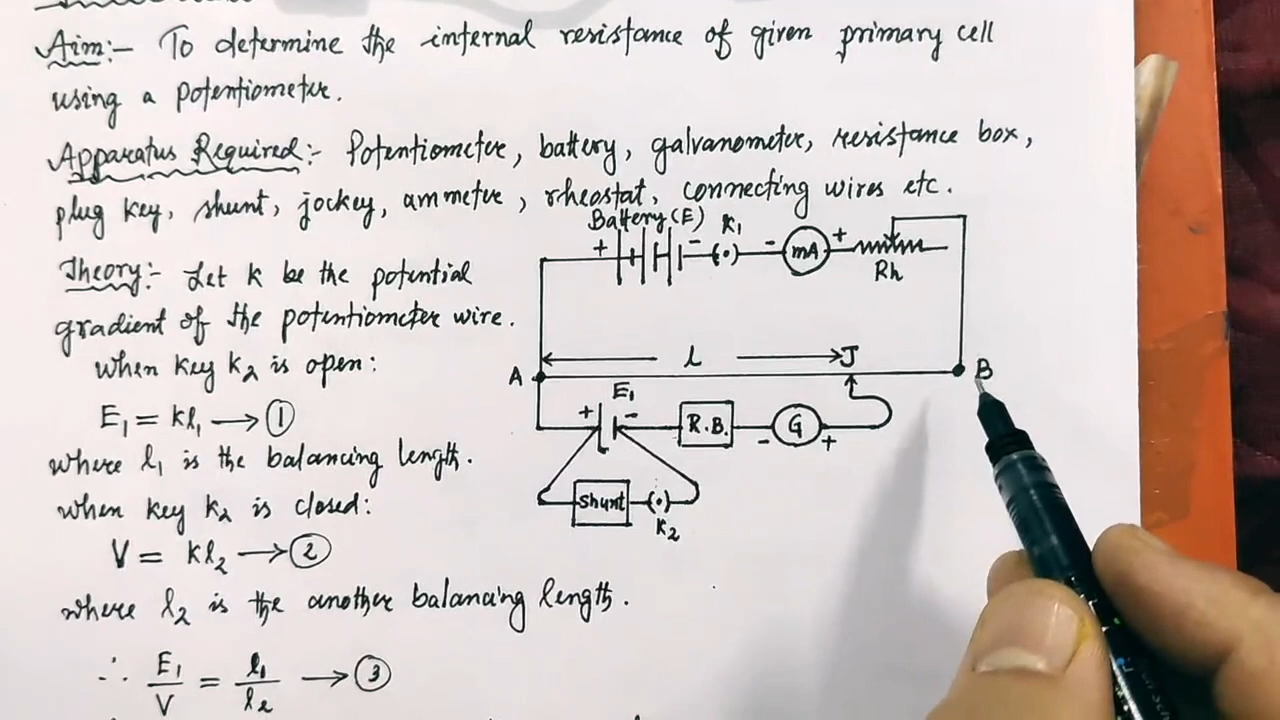 Aim:- To determine the internal resistance of given primary cell
using a potentiometer.
Apparatus Required:- Potentiometer, battery, galvanometer, resistance box,
plug key, shunt, jockey, ammeter, rheostat, connecting wires etc.
Battery(E) K1
+ - - mA +
Rh
Theory:- Let k be the potential
gradient of the potentiometer wire.
when key k2 is open:
E1 = kl1 → ①
where l1 is the balancing length.
when key k2 is closed:
V = kl2 → ②
where l2 is the another balancing length.
∴ E1/V = l1/l2 → ③
l J
A B
E1
+ - R.B. - G +
Shunt
K2